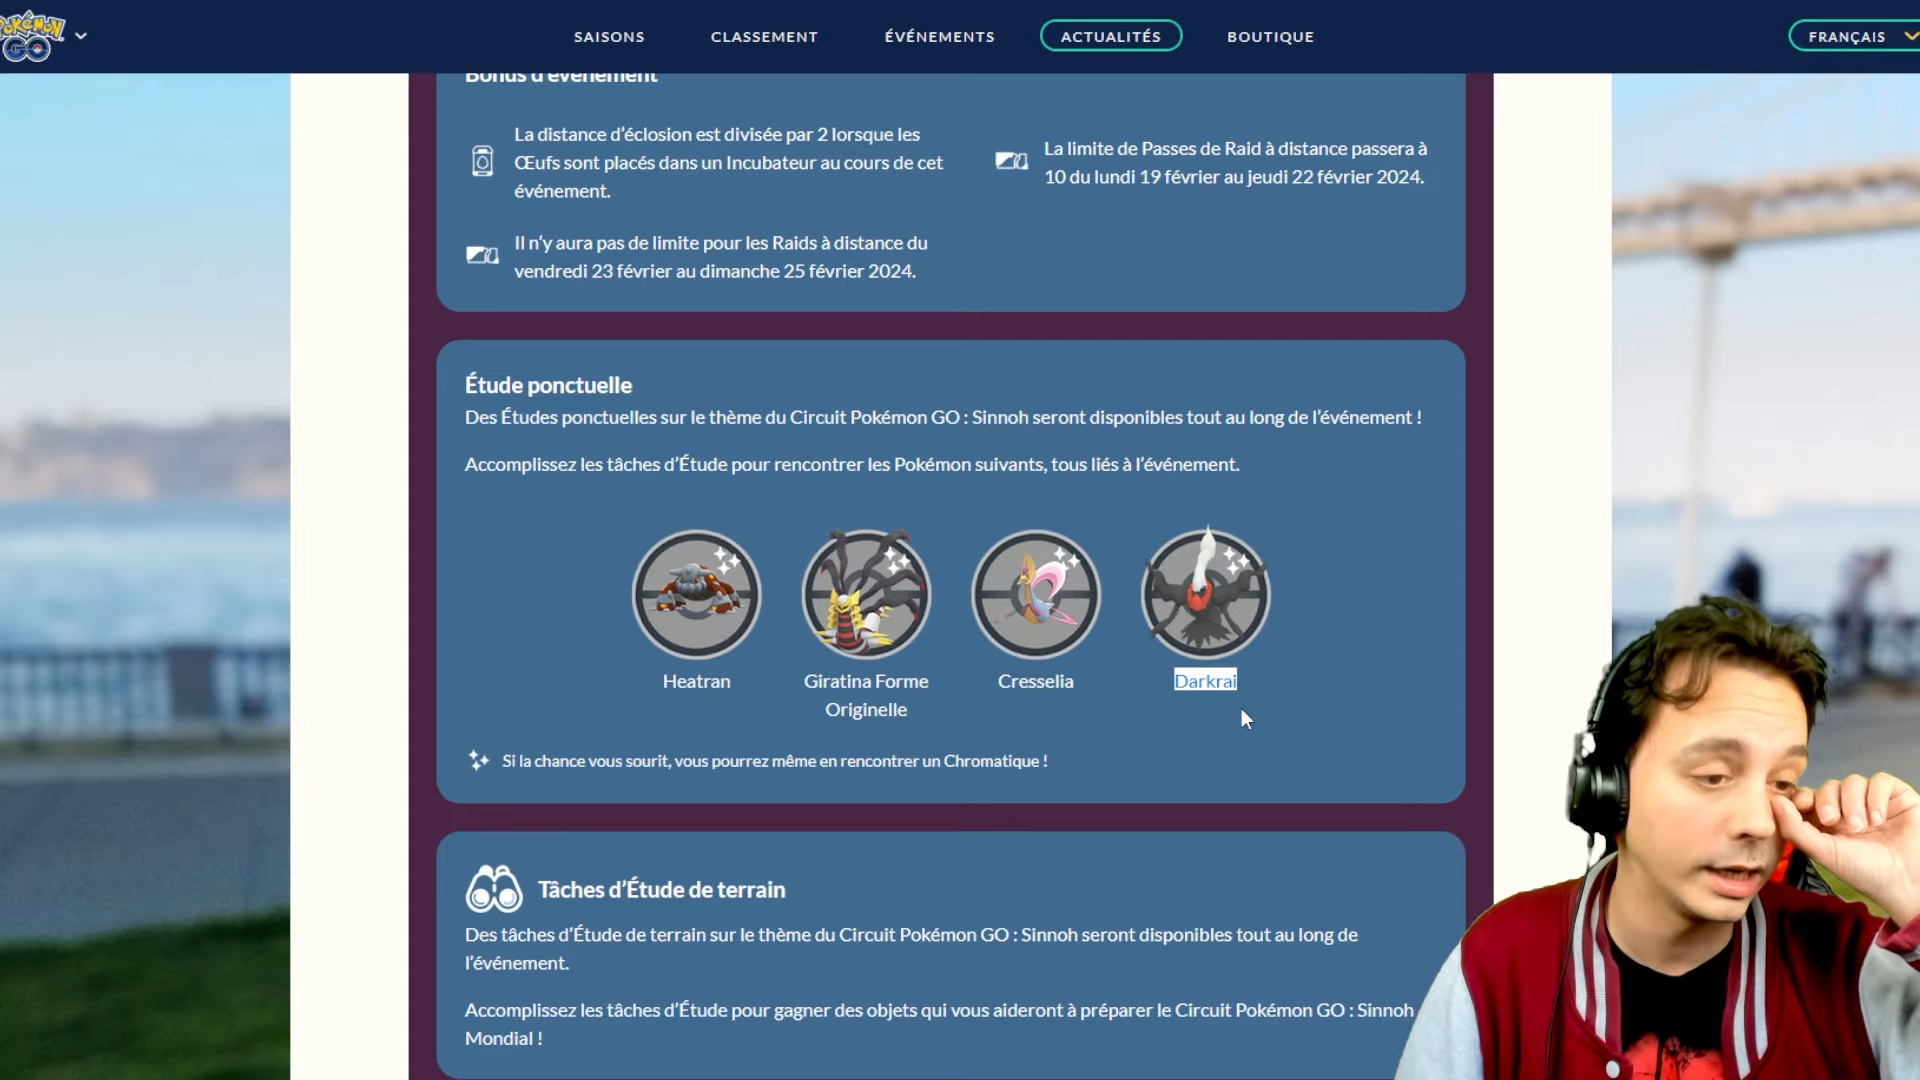 POKÉMON
GO
SAISONS
CLASSEMENT
ÉVÉNEMENTS
ACTUALITÉS
BOUTIQUE
FRANÇAIS
Bonus d'événement
La distance d'éclosion est divisée par 2 lorsque les
Œufs sont placés dans un Incubateur au cours de cet
événement.
La limite de Passes de Raid à distance passera à
10 du lundi 19 février au jeudi 22 février 2024.
Il n'y aura pas de limite pour les Raids à distance du
vendredi 23 février au dimanche 25 février 2024.
Étude ponctuelle
Des Études ponctuelles sur le thème du Circuit Pokémon GO : Sinnoh seront disponibles tout au long de l'événement !
Accomplissez les tâches d'Étude pour rencontrer les Pokémon suivants, tous liés à l'événement.
Heatran
Giratina Forme
Originelle
Cresselia
Darkrai
Si la chance vous sourit, vous pourrez même en rencontrer un Chromatique !
Tâches d'Étude de terrain
Des tâches d'Étude de terrain sur le thème du Circuit Pokémon GO : Sinnoh seront disponibles tout au long de
l'événement.
Accomplissez les tâches d'Étude pour gagner des objets qui vous aideront à préparer le Circuit Pokémon GO : Sinnoh
Mondial !